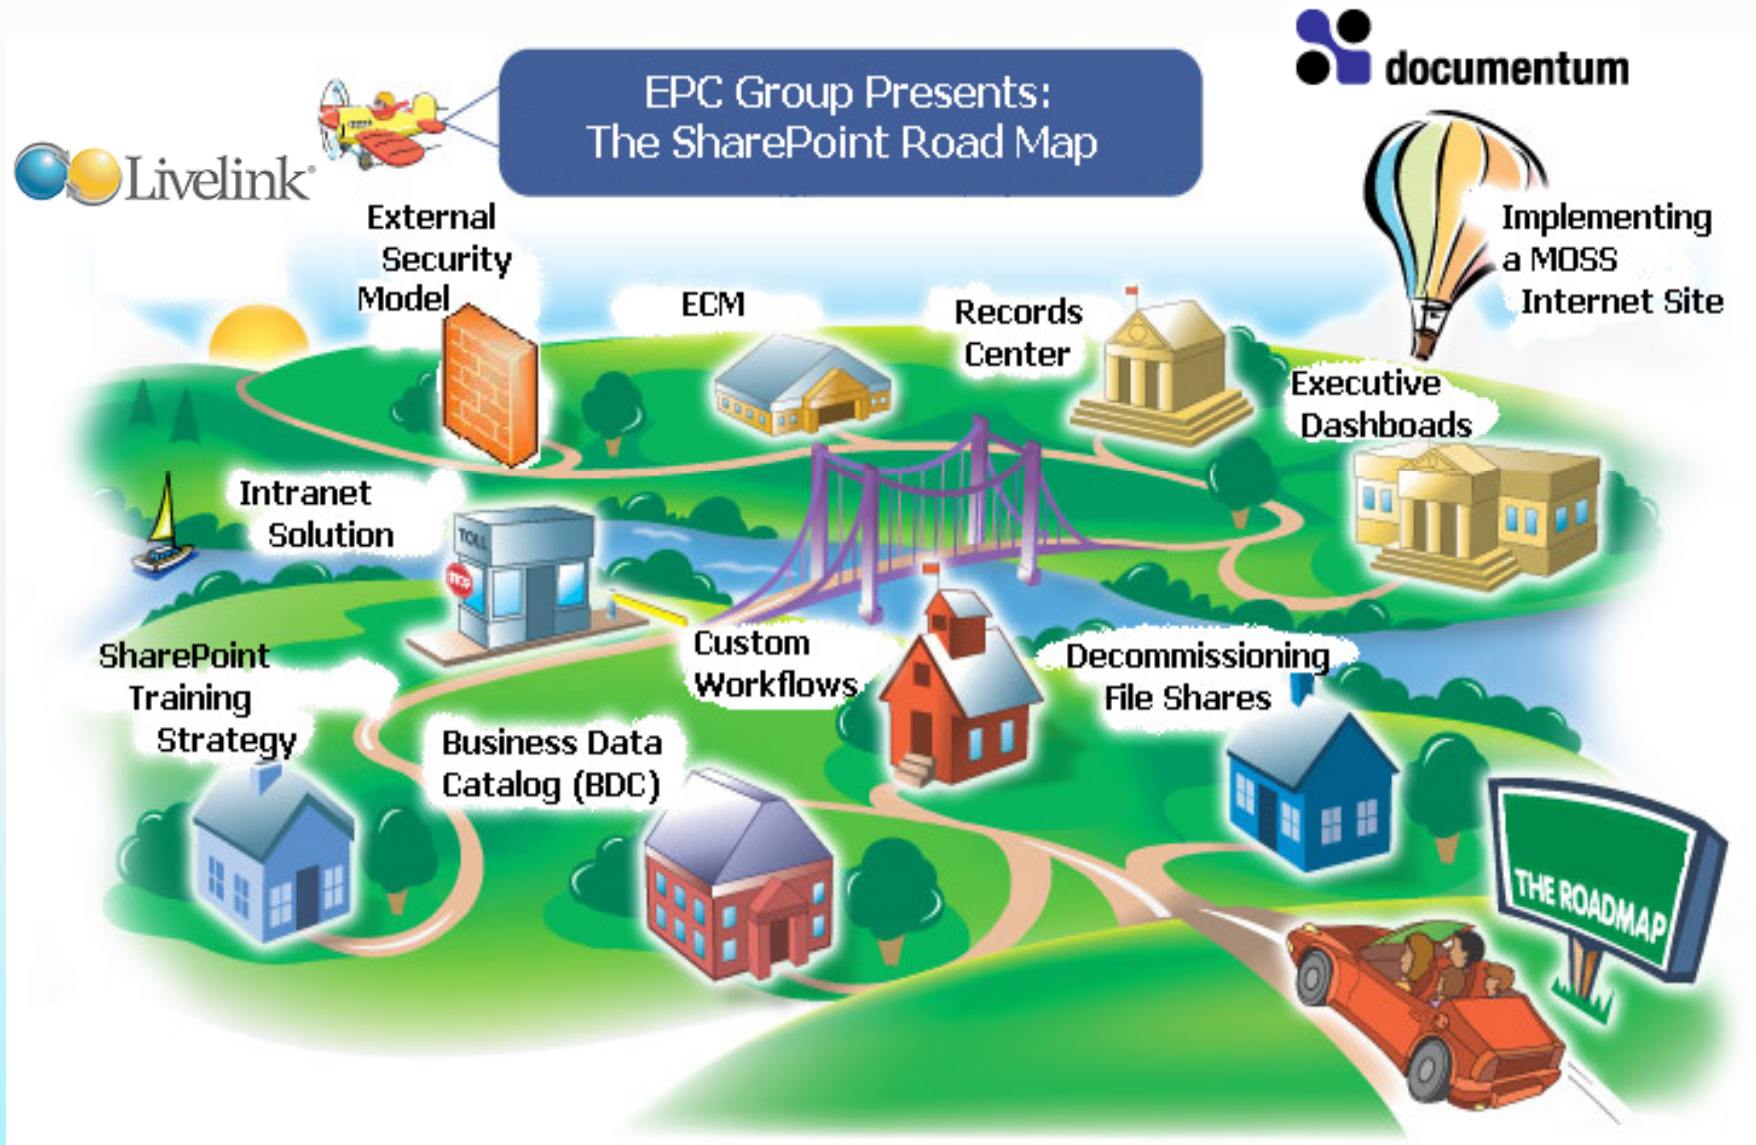 documentum
EPC Group Presents:
The SharePoint Road Map
Livelink®
External
Security
Model
ECM
Records
Center
Implementing
a MOSS
Internet Site
Executive
Dashboads
Intranet
Solution
TOLL
STOP
SharePoint
Training
Strategy
Custom
Workflows
Decommissioning
File Shares
Business Data
Catalog (BDC)
THE ROADMAP